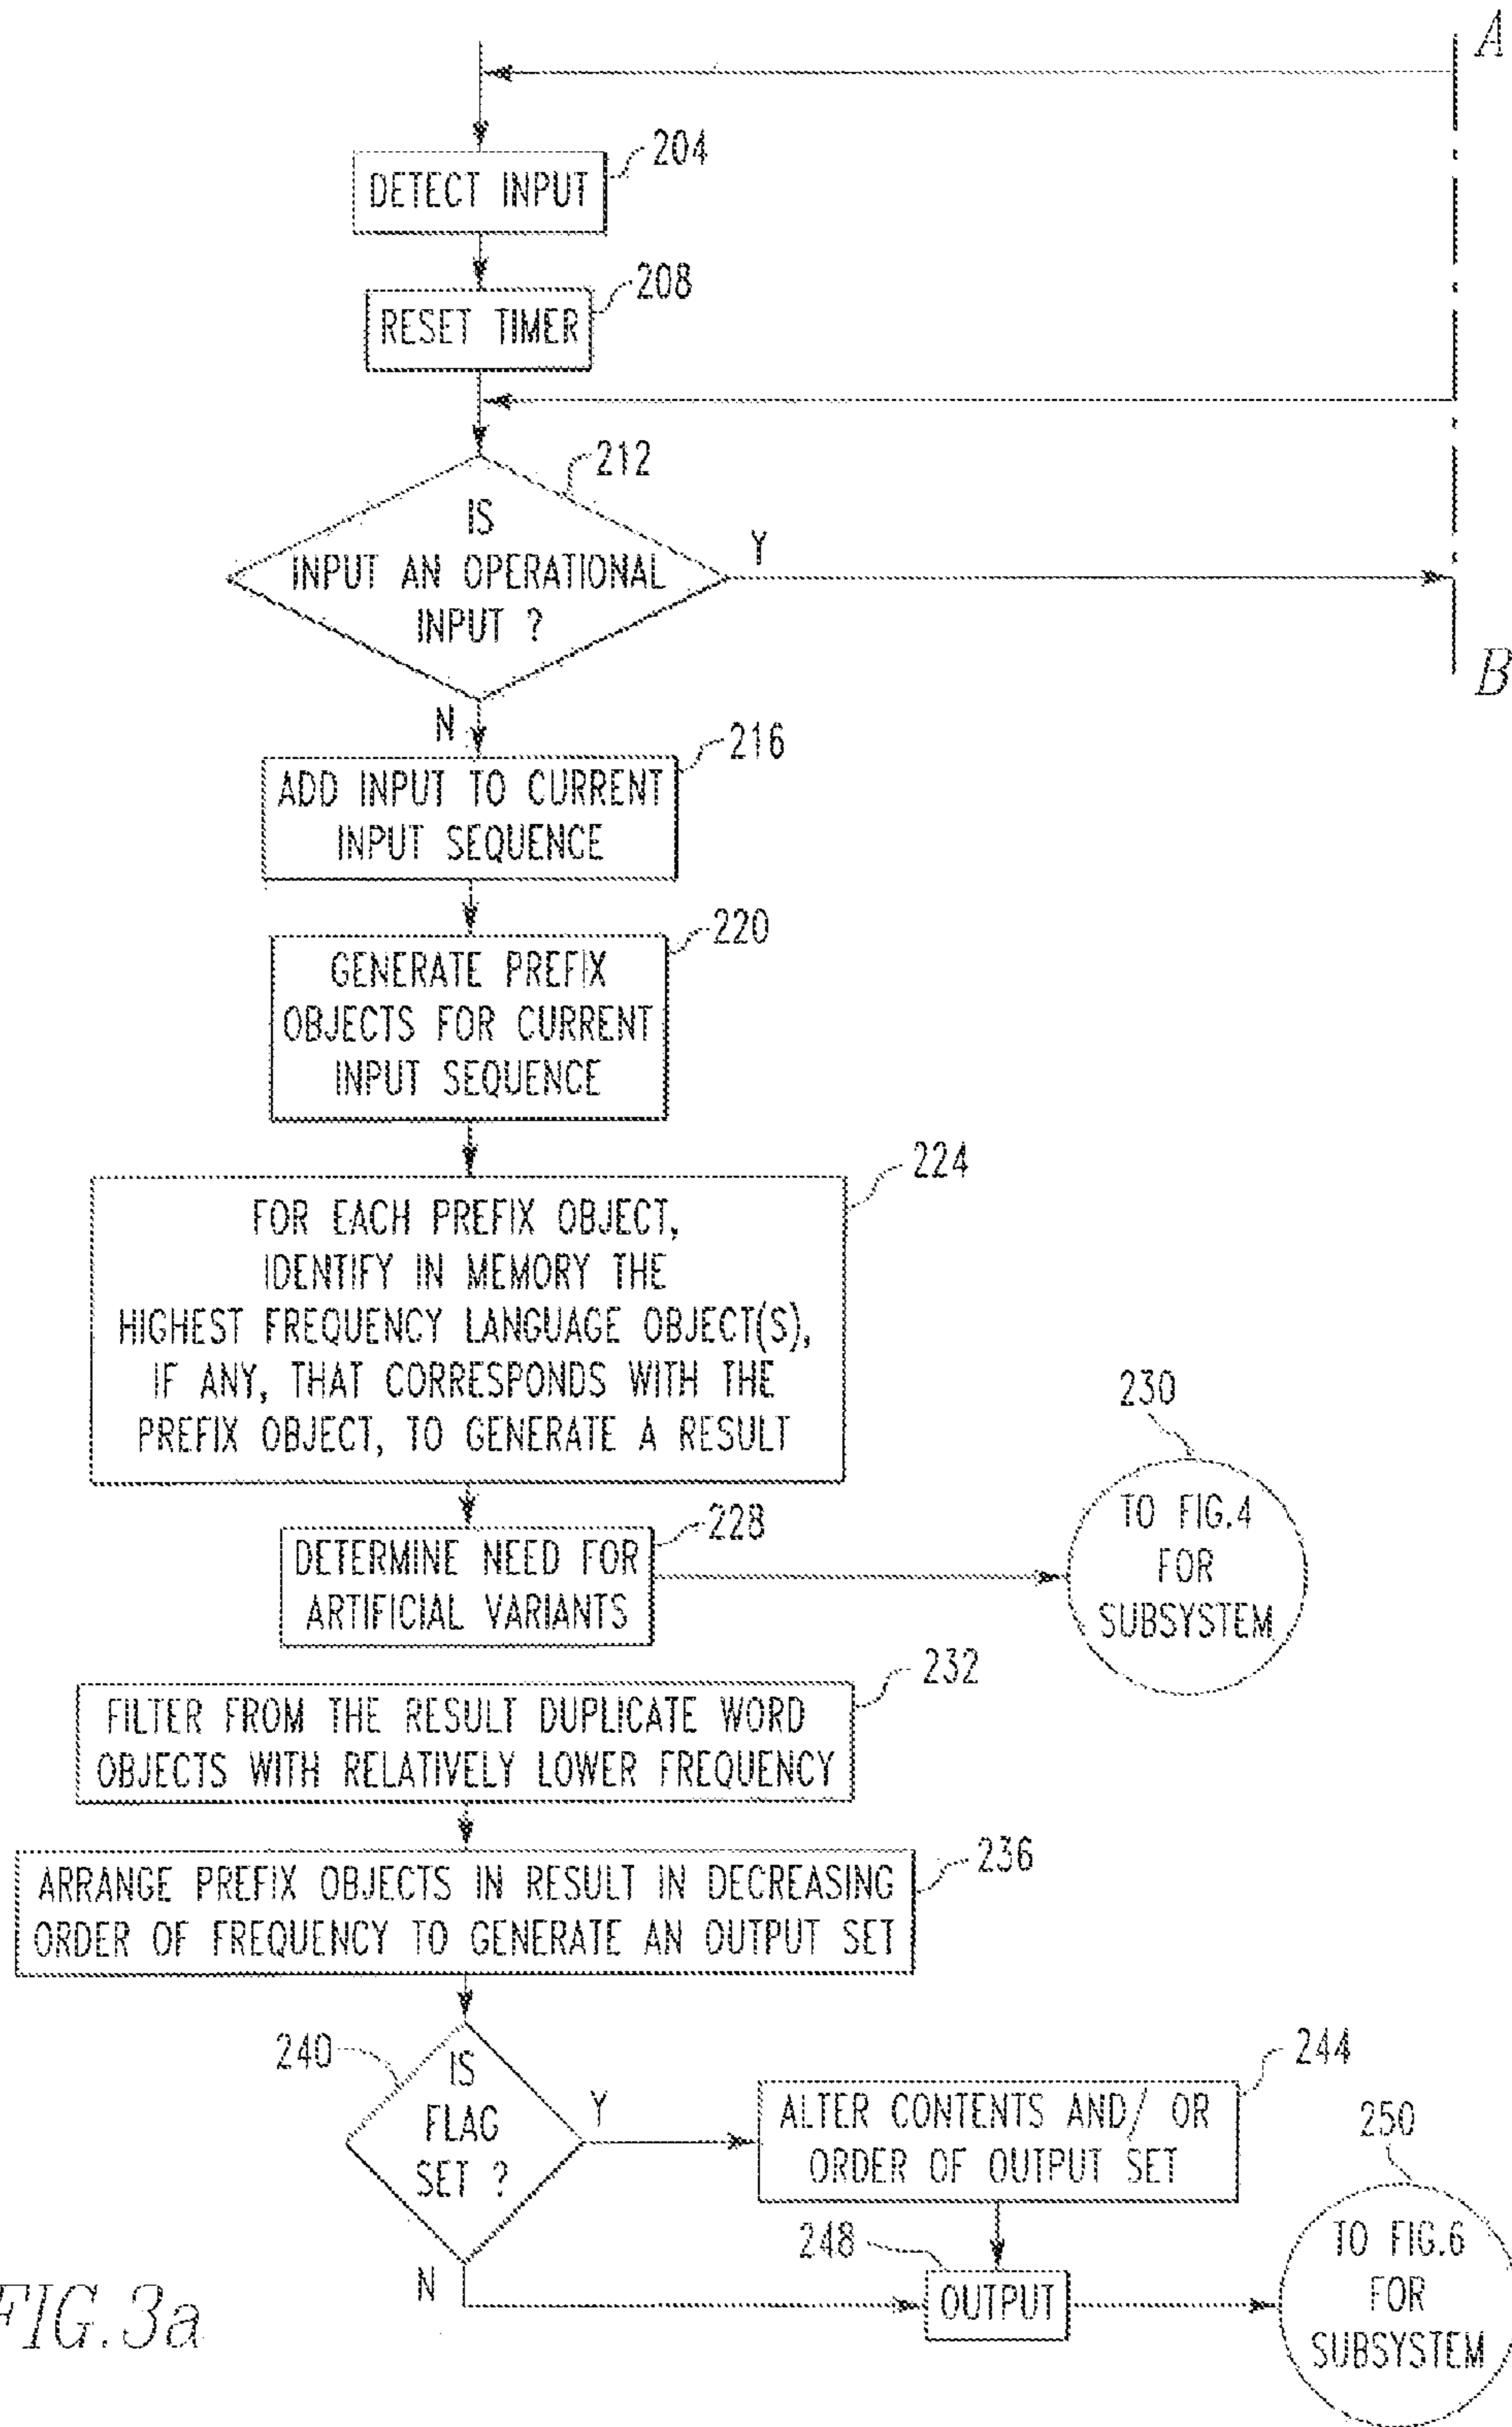 A
204
DETECT INPUT
208
RESET TIMER
212
IS
INPUT AN OPERATIONAL
INPUT ?
Y
B
N
216
ADD INPUT TO CURRENT
INPUT SEQUENCE
220
GENERATE PREFIX
OBJECTS FOR CURRENT
INPUT SEQUENCE
224
FOR EACH PREFIX OBJECT,
IDENTIFY IN MEMORY THE
HIGHEST FREQUENCY LANGUAGE OBJECT(S),
IF ANY, THAT CORRESPONDS WITH THE
PREFIX OBJECT, TO GENERATE A RESULT
230
TO FIG.4
FOR
SUBSYSTEM
228
DETERMINE NEED FOR
ARTIFICIAL VARIANTS
232
FILTER FROM THE RESULT DUPLICATE WORD
OBJECTS WITH RELATIVELY LOWER FREQUENCY
236
ARRANGE PREFIX OBJECTS IN RESULT IN DECREASING
ORDER OF FREQUENCY TO GENERATE AN OUTPUT SET
240
IS
FLAG
SET ?
Y
244
ALTER CONTENTS AND/ OR
ORDER OF OUTPUT SET
250
TO FIG.6
FOR
SUBSYSTEM
248
OUTPUT
N
FIG.3a